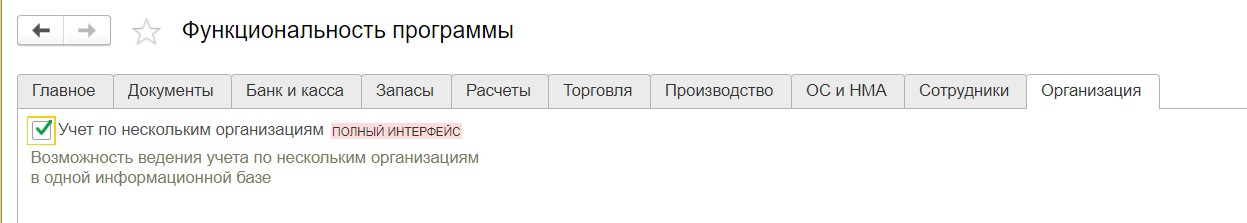 Функциональность программы
Главное Документы Банк и касса Запасы Расчеты Торговля Производство ОС и НМА Сотрудники Организация
Учет по нескольким организациям ПОЛНЫЙ ИНТЕРФЕЙС
Возможность ведения учета по нескольким организациям
в одной информационной базе